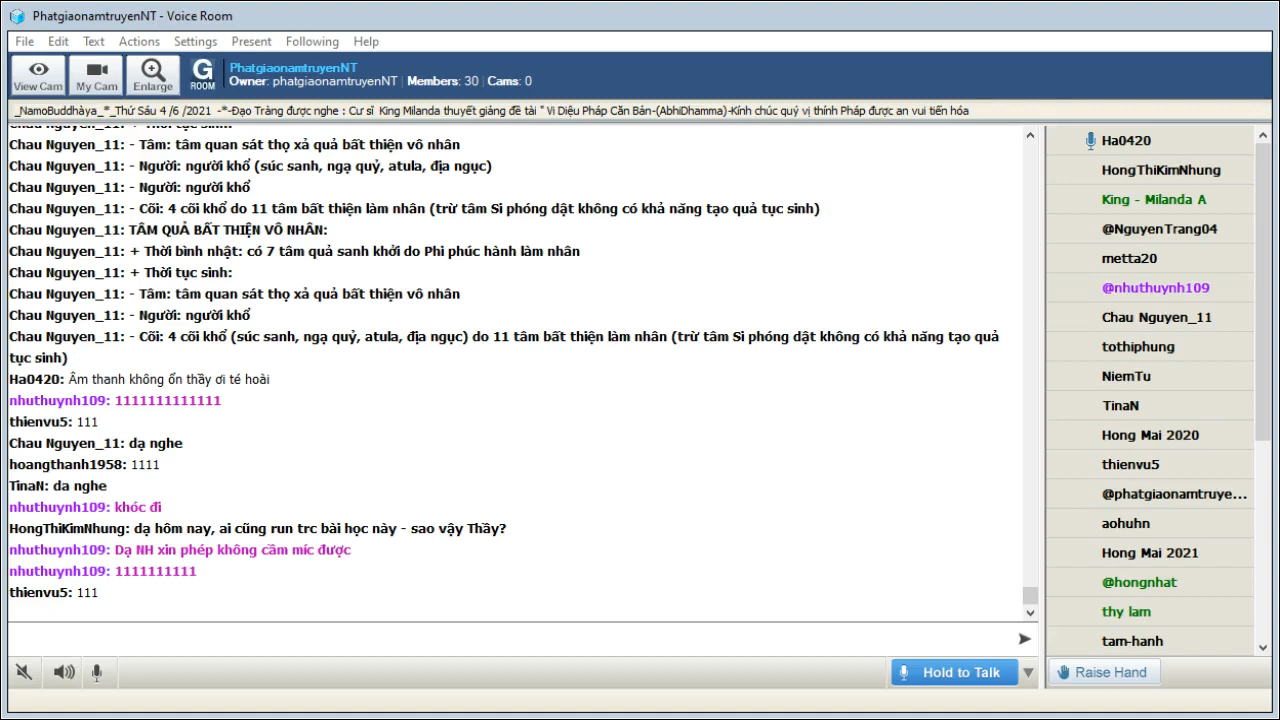 PhatgiaonamtruyenNT - Voice Room
File Edit Text Actions Settings Present Following Help
View Cam My Cam Enlarge G ROOM
PhatgiaonamtruyenNT
Owner: phatgiaonamtruyenNT | Members: 30 | Cams: 0
_NamoBuddhàya_*_Thứ Sáu 4 /6 /2021 -*-Đạo Tràng được nghe : Cư sĩ King Milanda thuyết giảng đề tài " Vi Diệu Pháp Căn Bản-(AbhiDhamma)-Kính chúc quý vị thính Pháp được an vui tiến hóa
Chau Nguyen_11: + Thời tục sinh:
Chau Nguyen_11: - Tâm: tâm quan sát thọ xả quả bất thiện vô nhân
Chau Nguyen_11: - Người: người khổ (súc sanh, ngạ quỷ, atula, địa ngục)
Chau Nguyen_11: - Người: người khổ
Chau Nguyen_11: - Cõi: 4 cõi khổ do 11 tâm bất thiện làm nhân (trừ tâm Si phóng dật không có khả năng tạo quả tục sinh)
Chau Nguyen_11: TÂM QUẢ BẤT THIỆN VÔ NHÂN:
Chau Nguyen_11: + Thời bình nhật: có 7 tâm quả sanh khởi do Phi phúc hành làm nhân
Chau Nguyen_11: + Thời tục sinh:
Chau Nguyen_11: - Tâm: tâm quan sát thọ xả quả bất thiện vô nhân
Chau Nguyen_11: - Người: người khổ
Chau Nguyen_11: - Cõi: 4 cõi khổ (súc sanh, ngạ quỷ, atula, địa ngục) do 11 tâm bất thiện làm nhân (trừ tâm Si phóng dật không có khả năng tạo quả
tục sinh)
Ha0420: Âm thanh không ổn thầy ơi té hoài
nhuthuynh109: 1111111111111
thienvu5: 111
Chau Nguyen_11: dạ nghe
hoangthanh1958: 1111
TinaN: da nghe
nhuthuynh109: khóc đi
HongThiKimNhung: dạ hôm nay, ai cũng run trc bài học này - sao vậy Thầy?
nhuthuynh109: Dạ NH xin phép không cầm míc được
nhuthuynh109: 1111111111
thienvu5: 111
Hold to Talk
Ha0420
HongThiKimNhung
King - Milanda A
@NguyenTrang04
metta20
@nhuthuynh109
Chau Nguyen_11
tothiphung
NiemTu
TinaN
Hong Mai 2020
thienvu5
@phatgiaonamtruye...
aohuhn
Hong Mai 2021
@hongnhat
thy lam
tam-hanh
Raise Hand